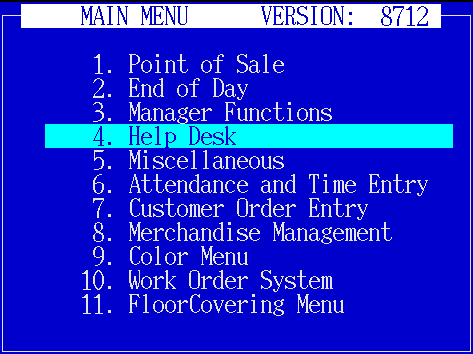 MAIN MENU VERSION: 8712
1. Point of Sale
2. End of Day
3. Manager Functions
4. Help Desk
5. Miscellaneous
6. Attendance and Time Entry
7. Customer Order Entry
8. Merchandise Management
9. Color Menu
10. Work Order System
11. FloorCovering Menu